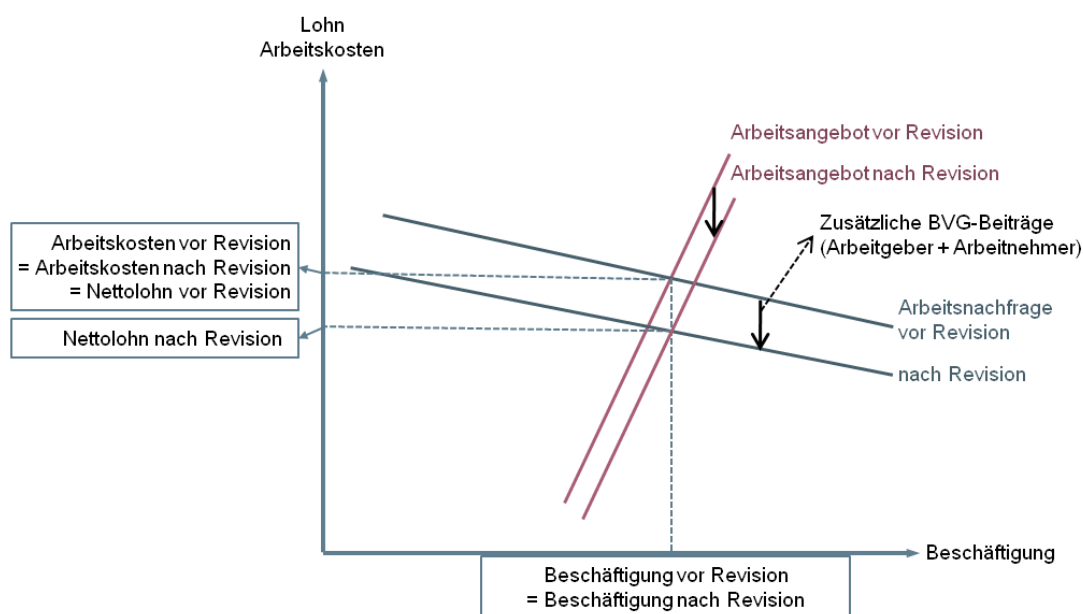 Lohn
Arbeitskosten
Arbeitsangebot vor Revision
Arbeitsangebot nach Revision
Zusätzliche BVG-Beiträge
(Arbeitgeber + Arbeitnehmer)
Arbeitskosten vor Revision
= Arbeitskosten nach Revision
= Nettolohn vor Revision
Arbeitsnachfrage
vor Revision
Nettolohn nach Revision
nach Revision
Beschäftigung
Beschäftigung vor Revision
= Beschäftigung nach Revision